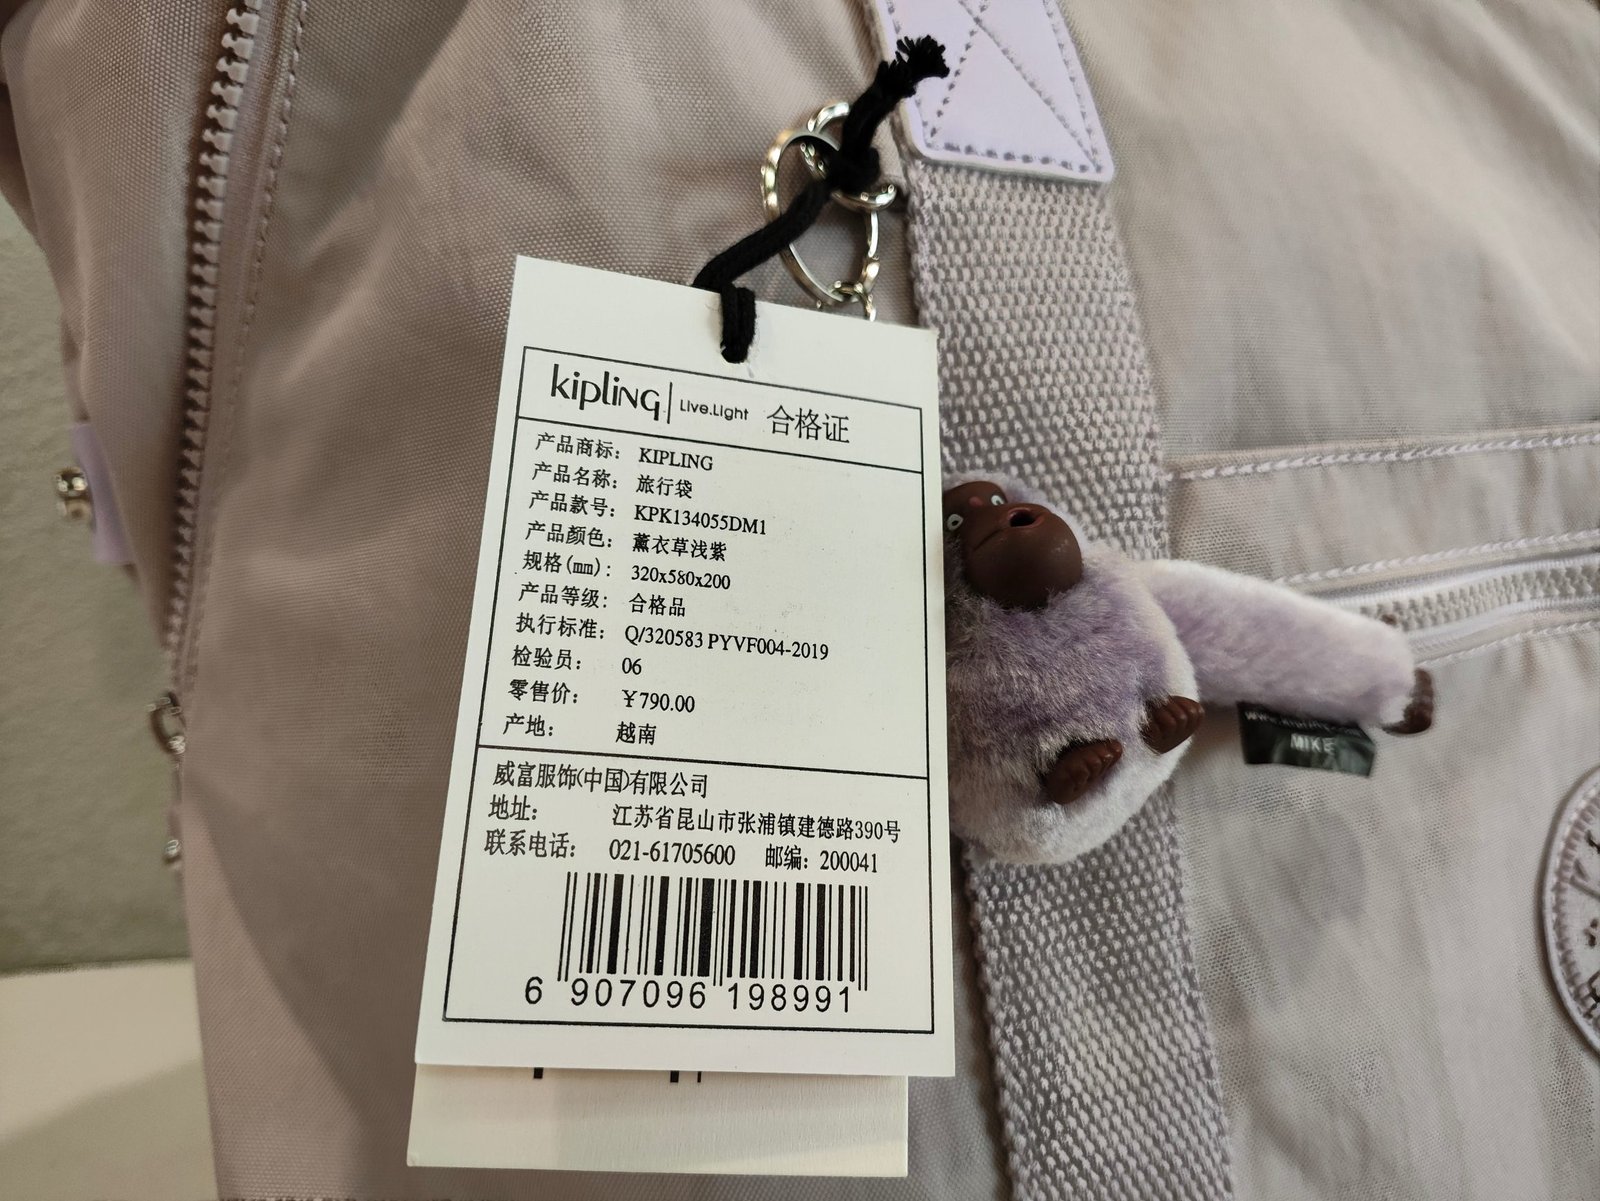 kipling Live.Light 合格证
产品商标: KIPLING
产品名称: 旅行袋
产品款号: KPK134055DM1
产品颜色: 薰衣草浅紫
规格(mm): 320x580x200
产品等级: 合格品
执行标准: Q/320583 PYVF004-2019
检验员: 06
零售价: ¥790.00
产地: 越南
威富服饰(中国)有限公司
地址: 江苏省昆山市张浦镇建德路390号
联系电话: 021-61705600 邮编: 200041
6 907096 198991
MIKE